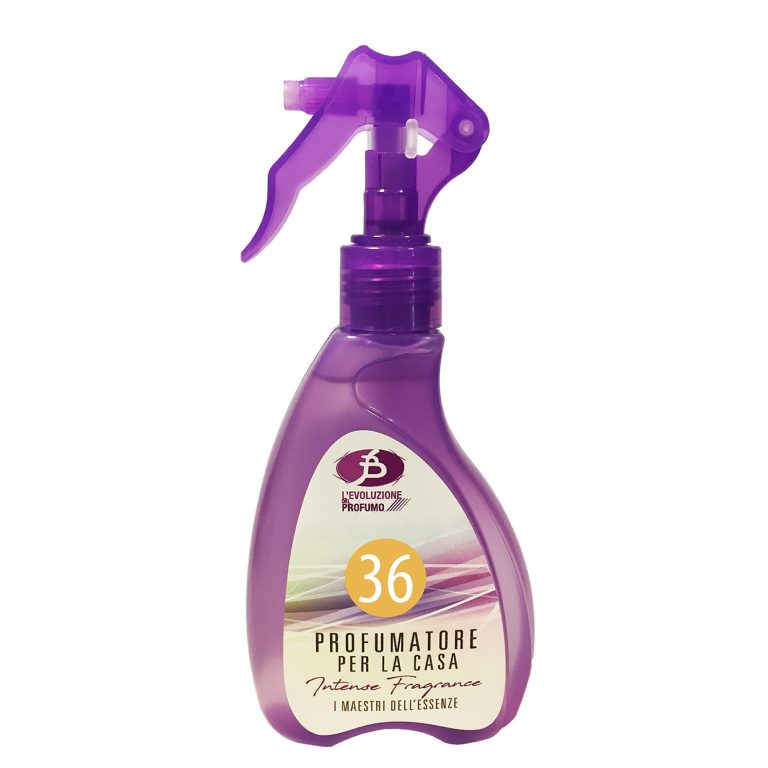 L'EVOLUZIONE
DEL
PROFUMO
36
PROFUMATORE
PER LA CASA
Intense Fragrance
I MAESTRI DELL'ESSENZE